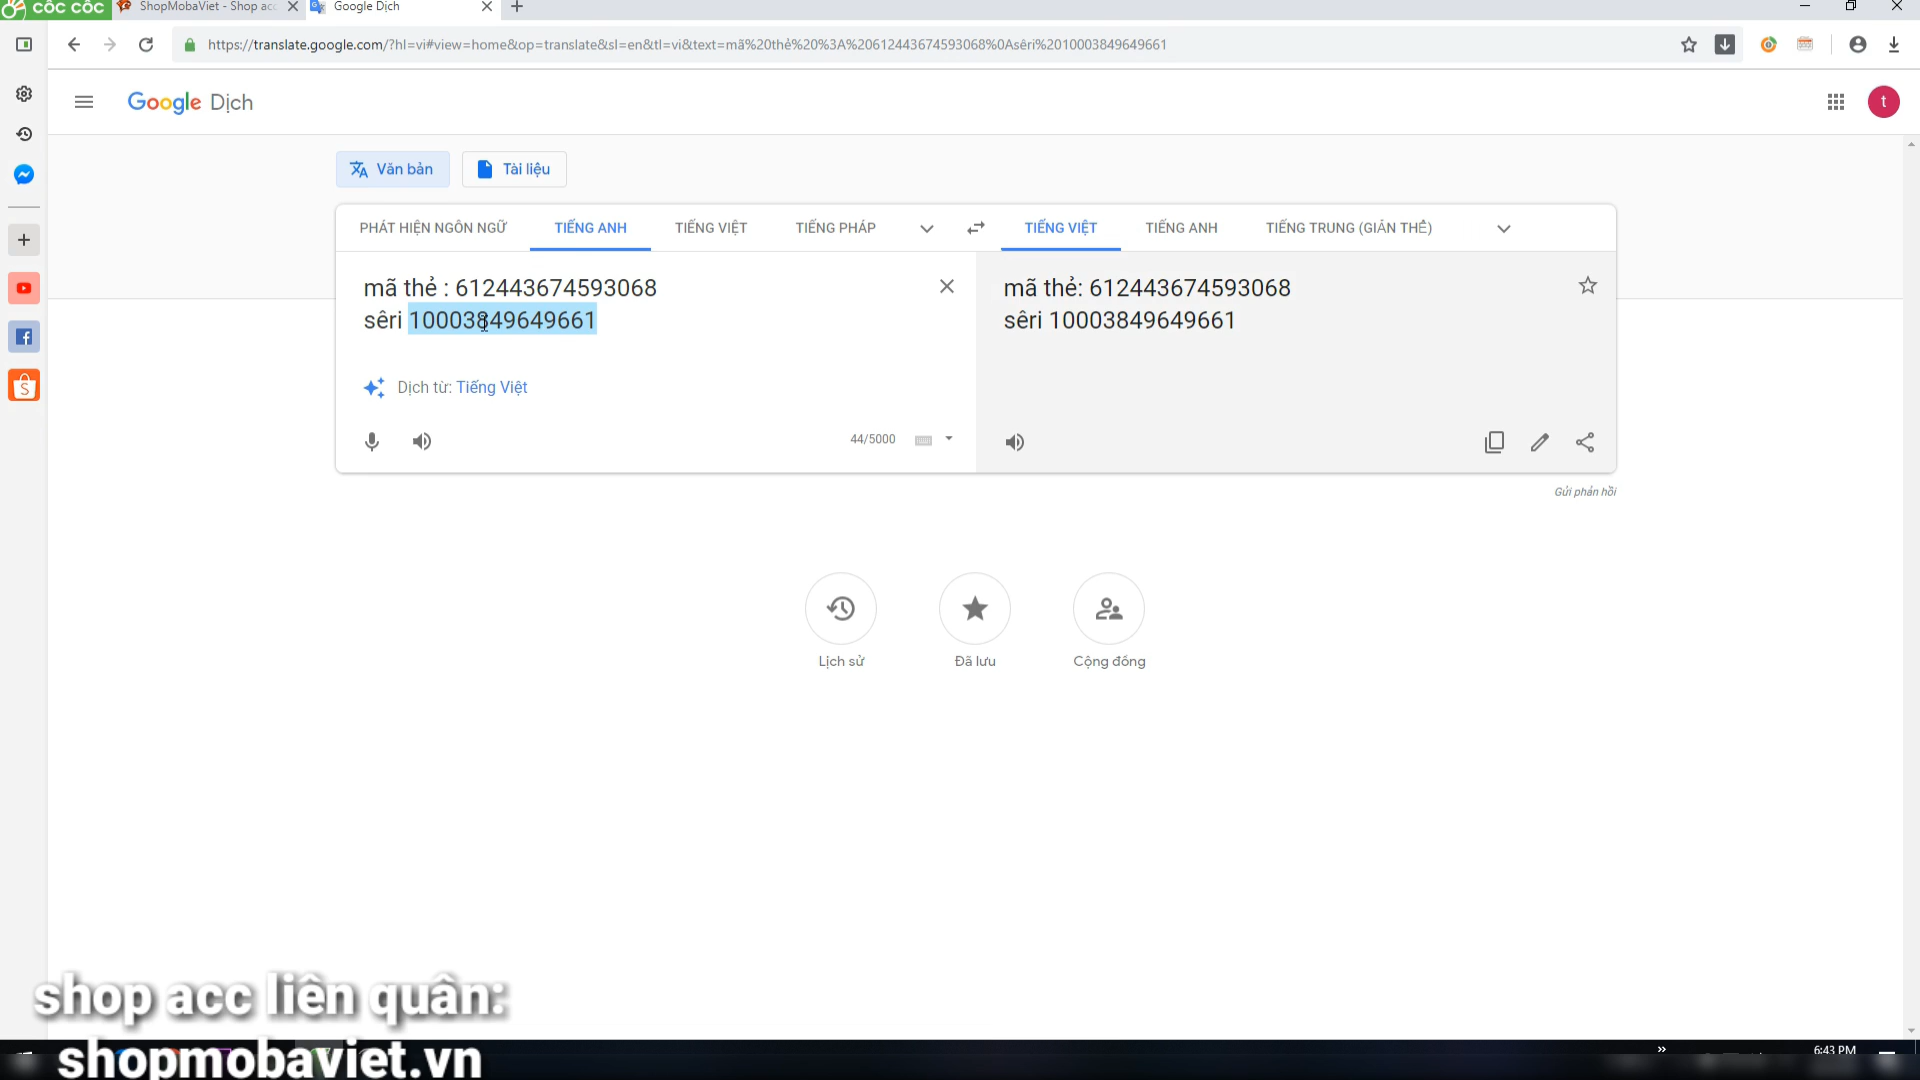 cốc cốc
ShopMobaViet - Shop acc
Google Dịch
https://translate.google.com/?hl=vi#view=home&op=translate&sl=en&tl=vi&text=mã%20thẻ%20%3A%20612443674593068%0Asêri%2010003849649661
Google Dịch
t
Văn bản
Tài liệu
PHÁT HIỆN NGÔN NGỮ
TIẾNG ANH
TIẾNG VIỆT
TIẾNG PHÁP
TIẾNG VIỆT
TIẾNG ANH
TIẾNG TRUNG (GIẢN THỂ)
mã thẻ : 612443674593068
sêri 10003849649661
mã thẻ: 612443674593068
sêri 10003849649661
Dịch từ: Tiếng Việt
44/5000
Gửi phản hồi
Lịch sử
Đã lưu
Cộng đồng
shop acc liên quân:
shopmobaviet.vn
6:43 PM